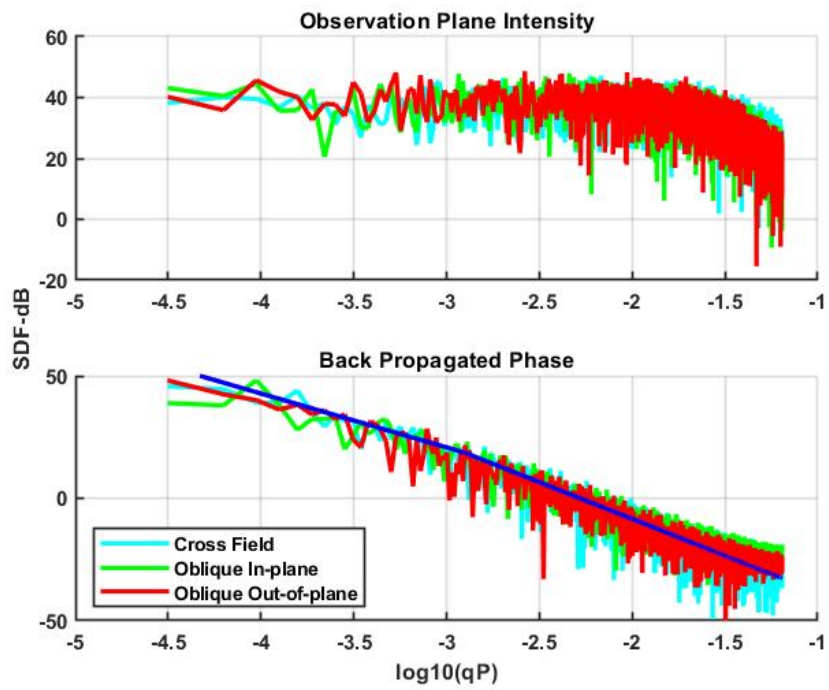 Observation Plane Intensity
60
40
20
0
-20
-5 -4.5 -4 -3.5 -3 -2.5 -2 -1.5 -1
SDF-dB
Back Propagated Phase
50
0
-50
Cross Field
Oblique In-plane
Oblique Out-of-plane
-5 -4.5 -4 -3.5 -3 -2.5 -2 -1.5 -1
log10(qP)